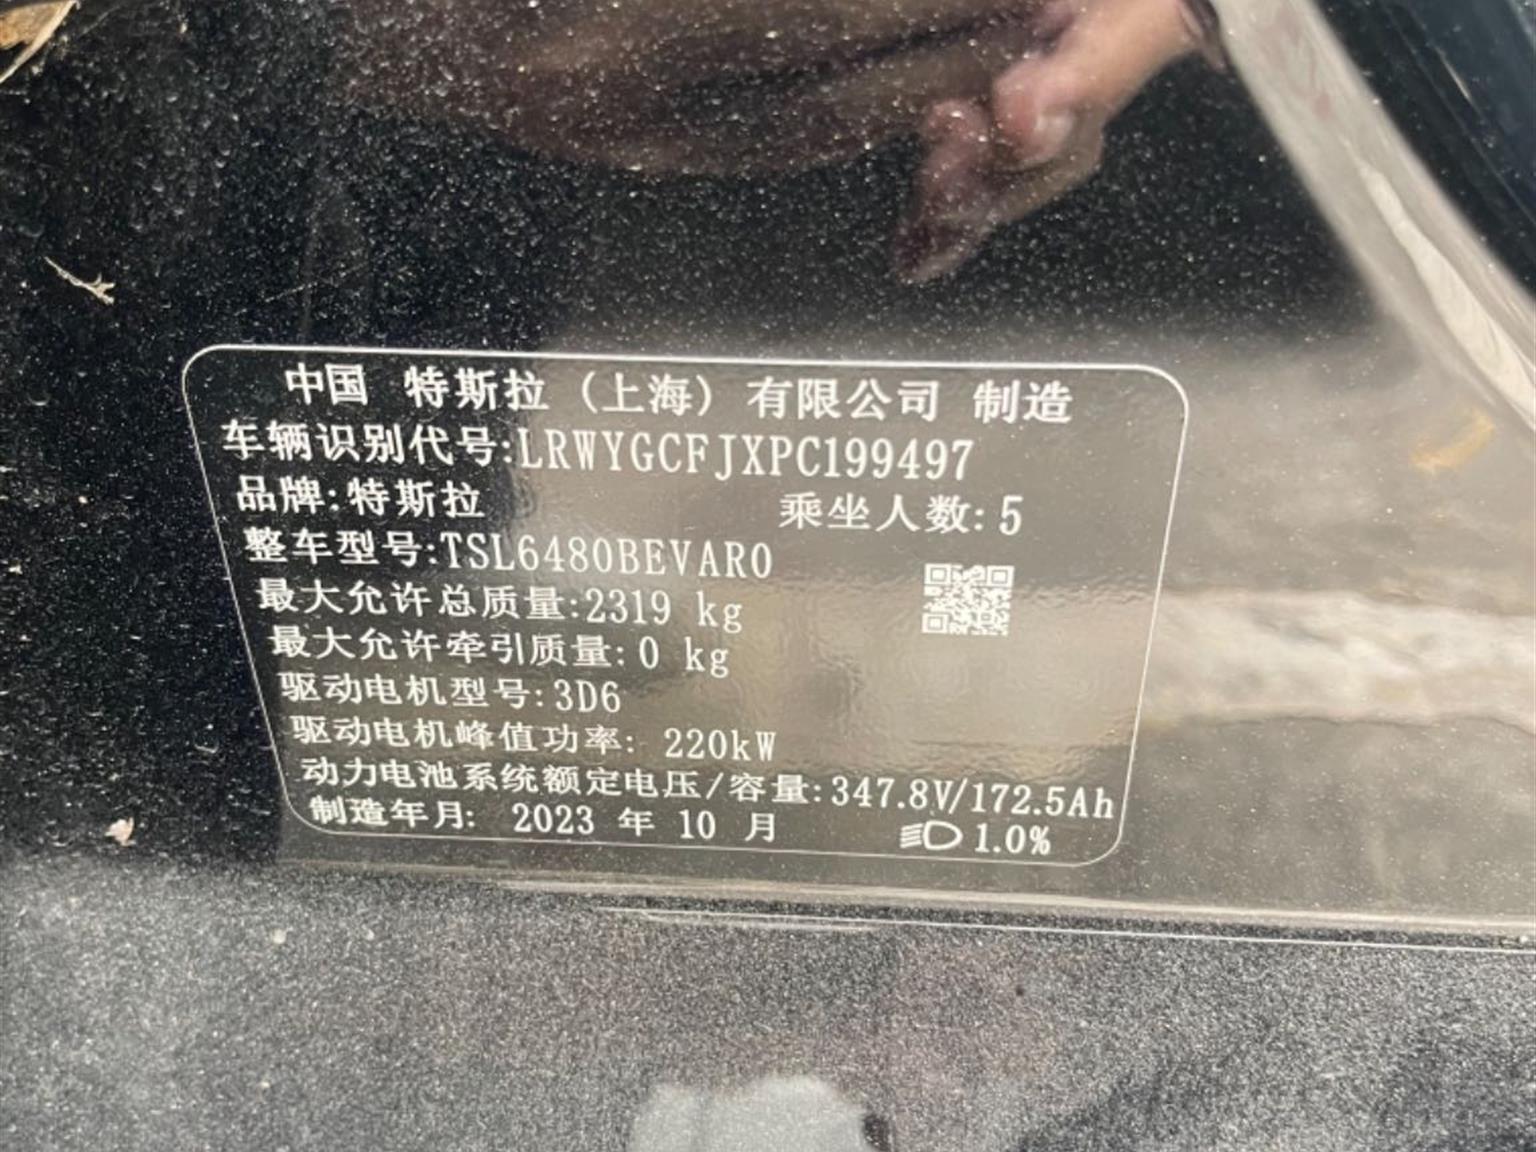 中国 特斯拉（上海）有限公司 制造
车辆识别代号:LRWYGCFJXPC199497
品牌:特斯拉 乘坐人数:5
整车型号:TSL6480BEVAR0
最大允许总质量:2319 kg
最大允许牵引质量:0 kg
驱动电机型号:3D6
驱动电机峰值功率: 220kW
动力电池系统额定电压/容量:347.8V/172.5Ah
制造年月: 2023 年 10 月 1.0%